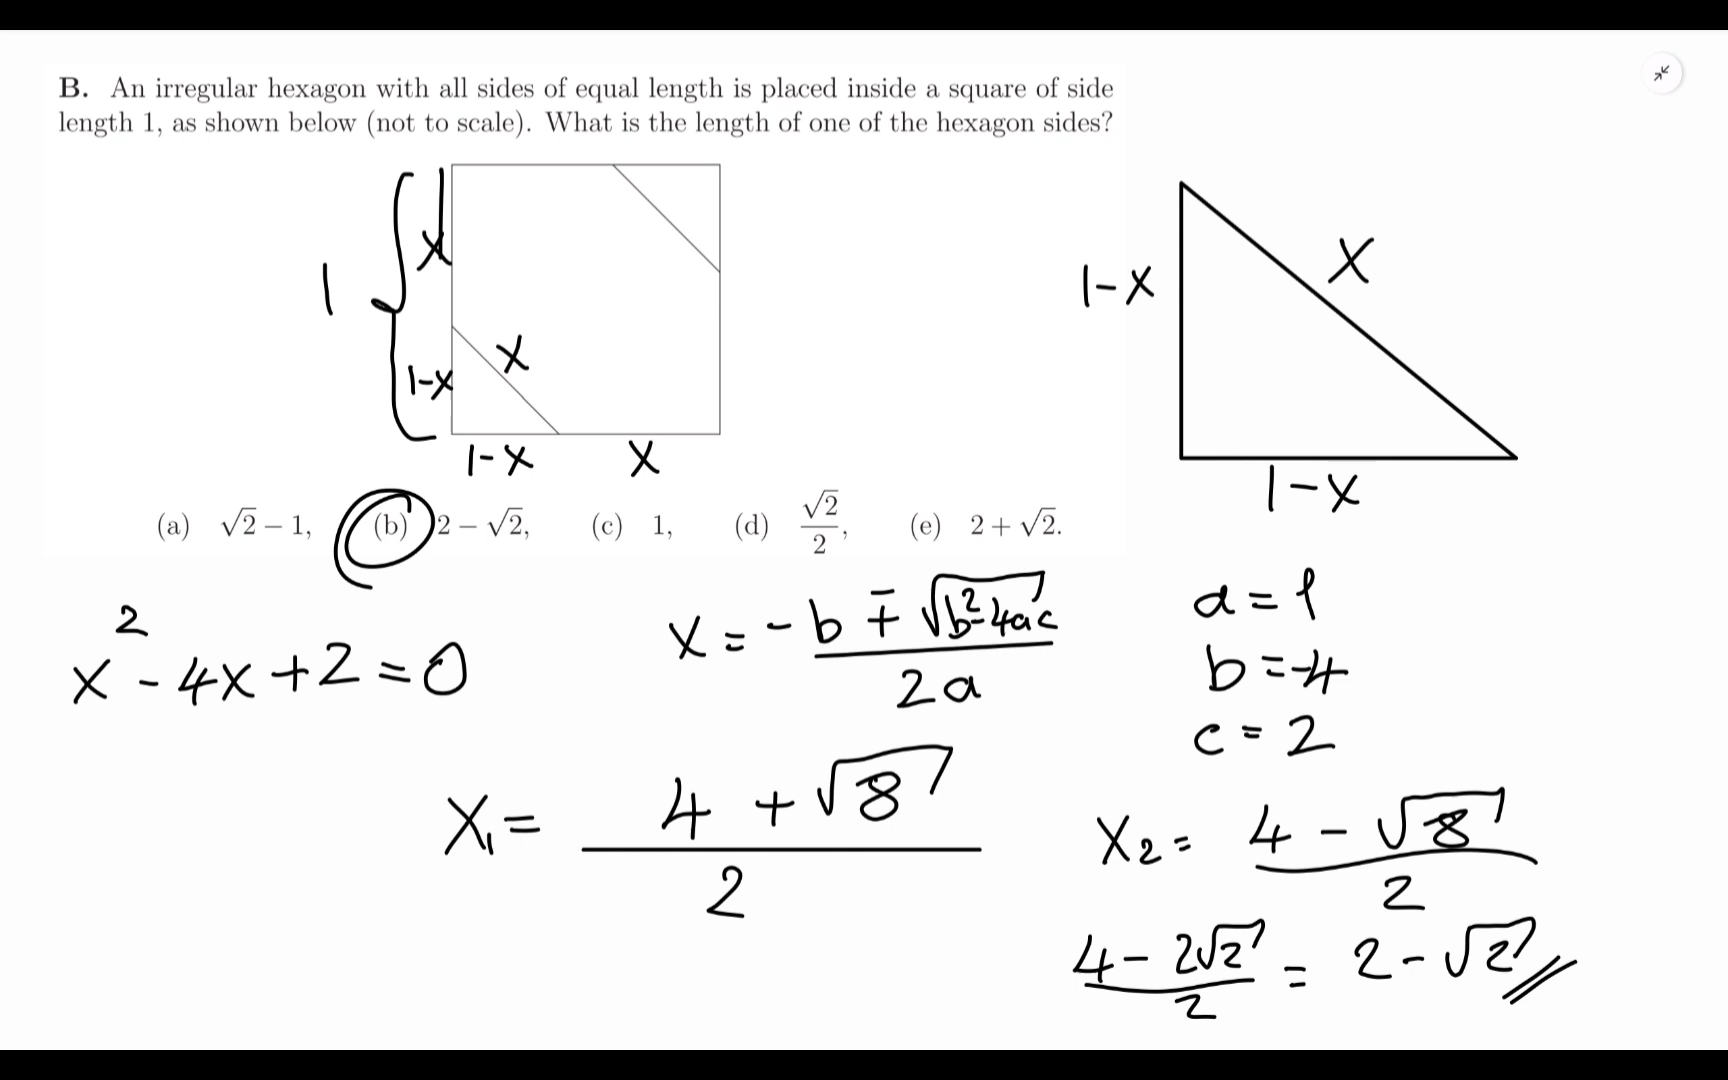 B. An irregular hexagon with all sides of equal length is placed inside a square of side
length 1, as shown below (not to scale). What is the length of one of the hexagon sides?
1
x
x
1-x
1-x
x
1-x
x
1-x
(a) √2 − 1, (b) 2 − √2, (c) 1, (d) √2/2, (e) 2 + √2.
x² - 4x + 2 = 0
x = -b ∓ √b²-4ac / 2a
a = 1
b = -4
c = 2
x₁ = 4 + √8 / 2
x₂ = 4 - √8 / 2
4 - 2√2 / 2 = 2 - √2